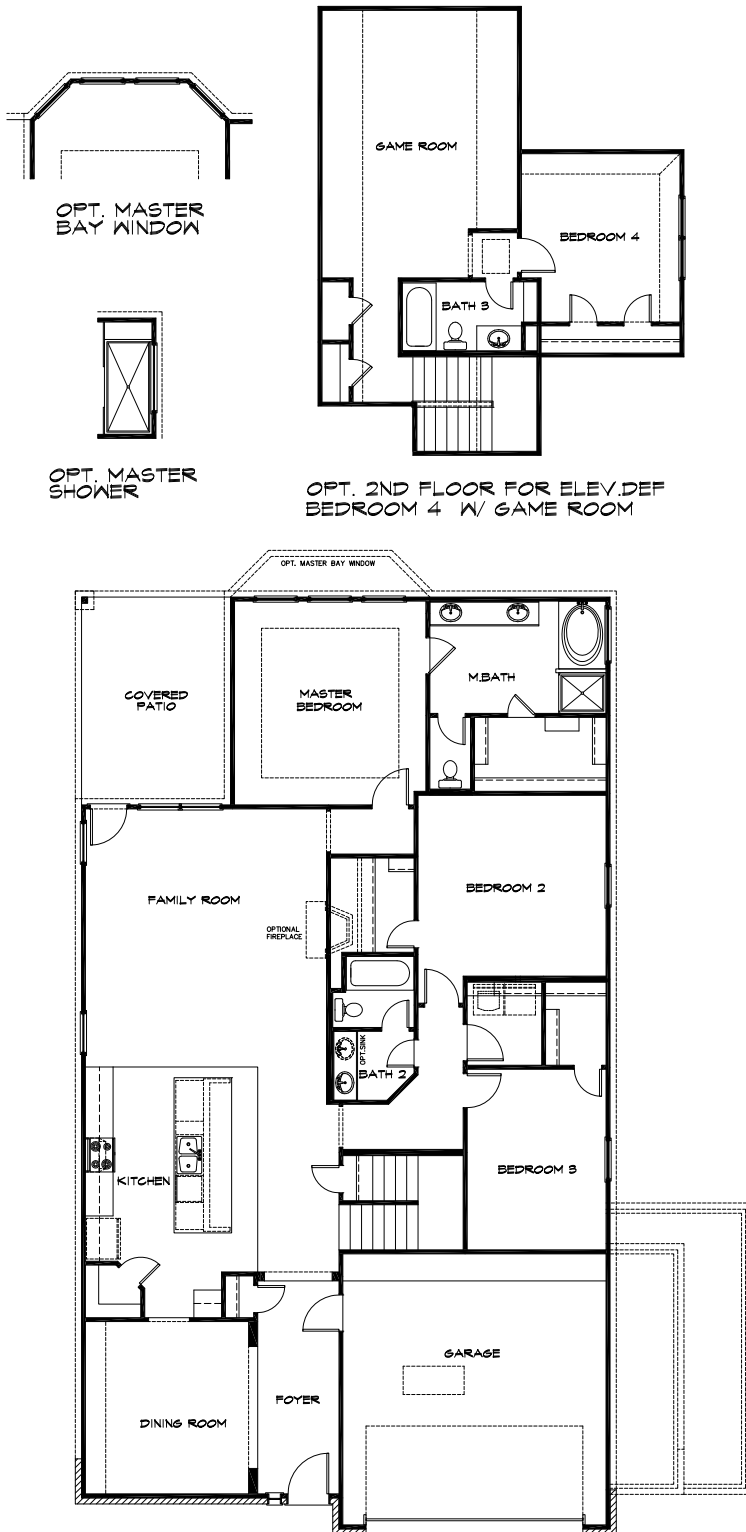 GAME ROOM
OPT. MASTER
BAY WINDOW
BEDROOM 4
BATH 3
OPT. MASTER
SHOWER
OPT. 2ND FLOOR FOR ELEV.DEF
BEDROOM 4 W/ GAME ROOM
OPT. MASTER BAY WINDOW
M.BATH
COVERED
PATIO
MASTER
BEDROOM
BEDROOM 2
FAMILY ROOM
OPTIONAL
FIREPLACE
OPT.SINK
BATH 2
BEDROOM 3
KITCHEN
GARAGE
FOYER
DINING ROOM